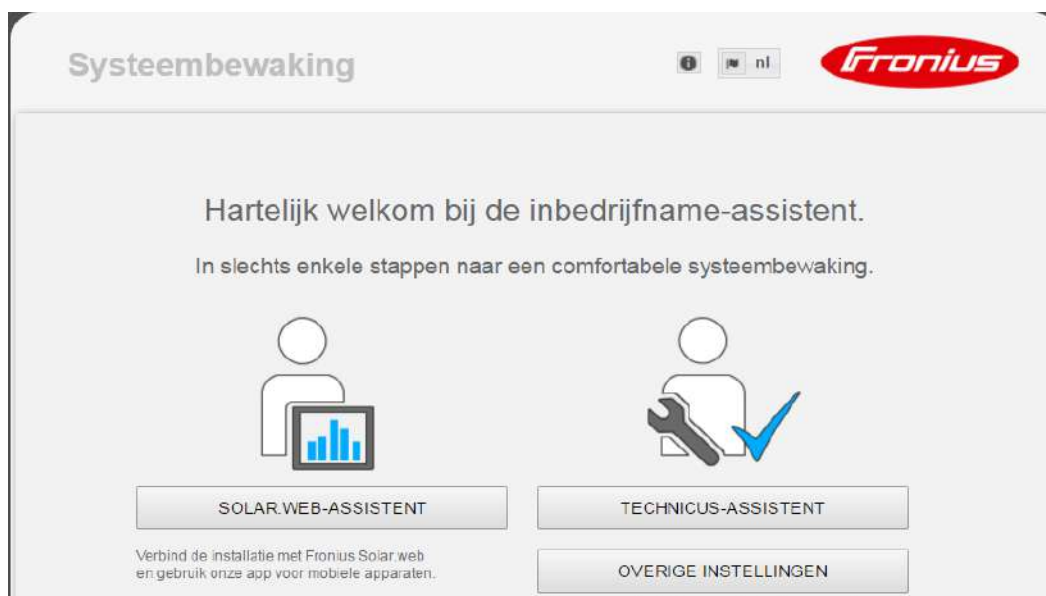 Systeembewaking
nl
Fronius
Hartelijk welkom bij de inbedrijfname-assistent.
In slechts enkele stappen naar een comfortabele systeembewaking.
SOLAR.WEB-ASSISTENT
TECHNICUS-ASSISTENT
Verbind de installatie met Fronius Solar.web
en gebruik onze app voor mobiele apparaten.
OVERIGE INSTELLINGEN